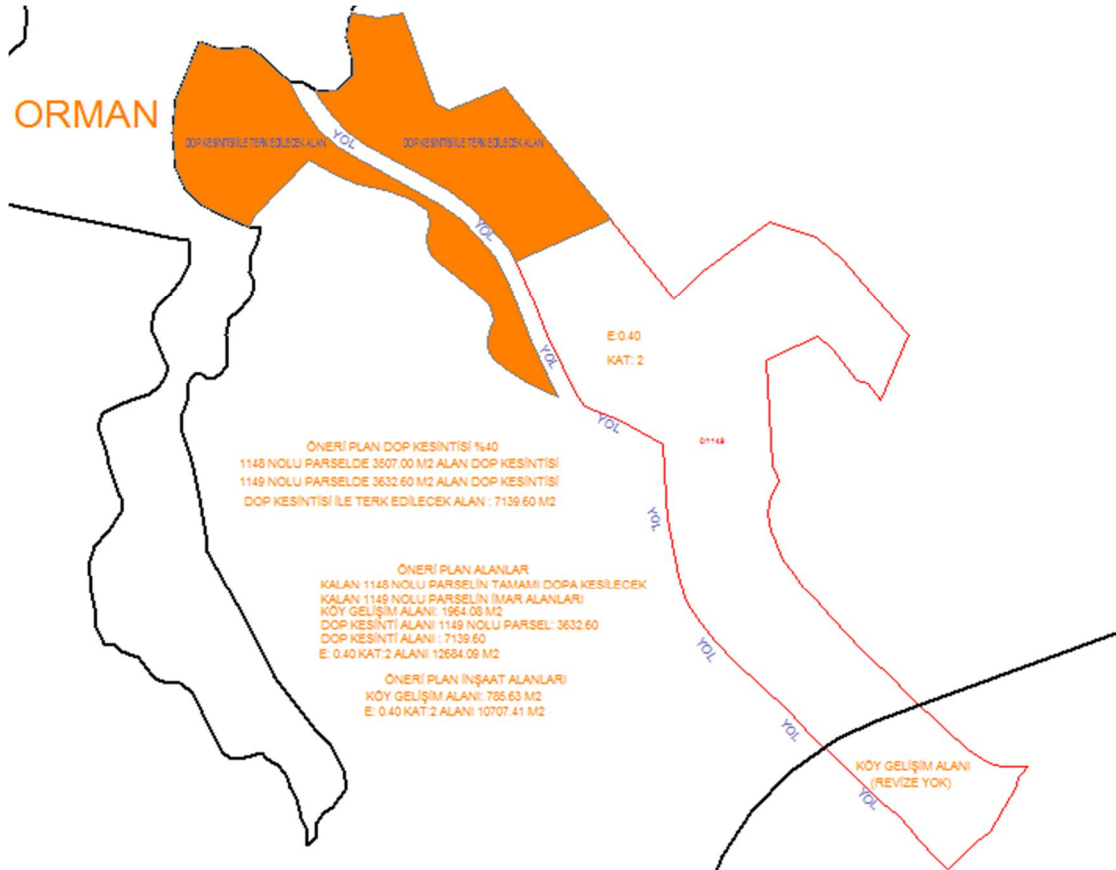 ORMAN
DOP KESİNTİSİ İLE TERK EDİLECEK ALAN
YOL
DOP KESİNTİSİ İLE TERK EDİLECEK ALAN
YOL
E:0.40
KAT: 2
YOL
YOL
01149
ÖNERİ PLAN DOP KESİNTİSİ %40
1148 NOLU PARSELDE 3507.00 M2 ALAN DOP KESİNTİSİ
1149 NOLU PARSELDE 3632.60 M2 ALAN DOP KESİNTİSİ
DOP KESİNTİSİ İLE TERK EDİLECEK ALAN : 7139.60 M2
YOL
ÖNERİ PLAN ALANLAR
KALAN 1148 NOLU PARSELİN TAMAMI DOPA KESİLECEK
KALAN 1149 NOLU PARSELİN İMAR ALANLARI
KÖY GELİŞİM ALANI: 1964.08 M2
DOP KESİNTİ ALANI 1149 NOLU PARSEL: 3632.60
DOP KESİNTİ ALANI : 7139.60
E: 0.40 KAT:2 ALANI 12684.09 M2
YOL
ÖNERİ PLAN İNŞAAT ALANLARI
KÖY GELİŞİM ALANI: 785.63 M2
E: 0.40 KAT:2 ALANI 10707.41 M2
YOL
KÖY GELİŞİM ALANI
(REVİZE YOK)
YOL